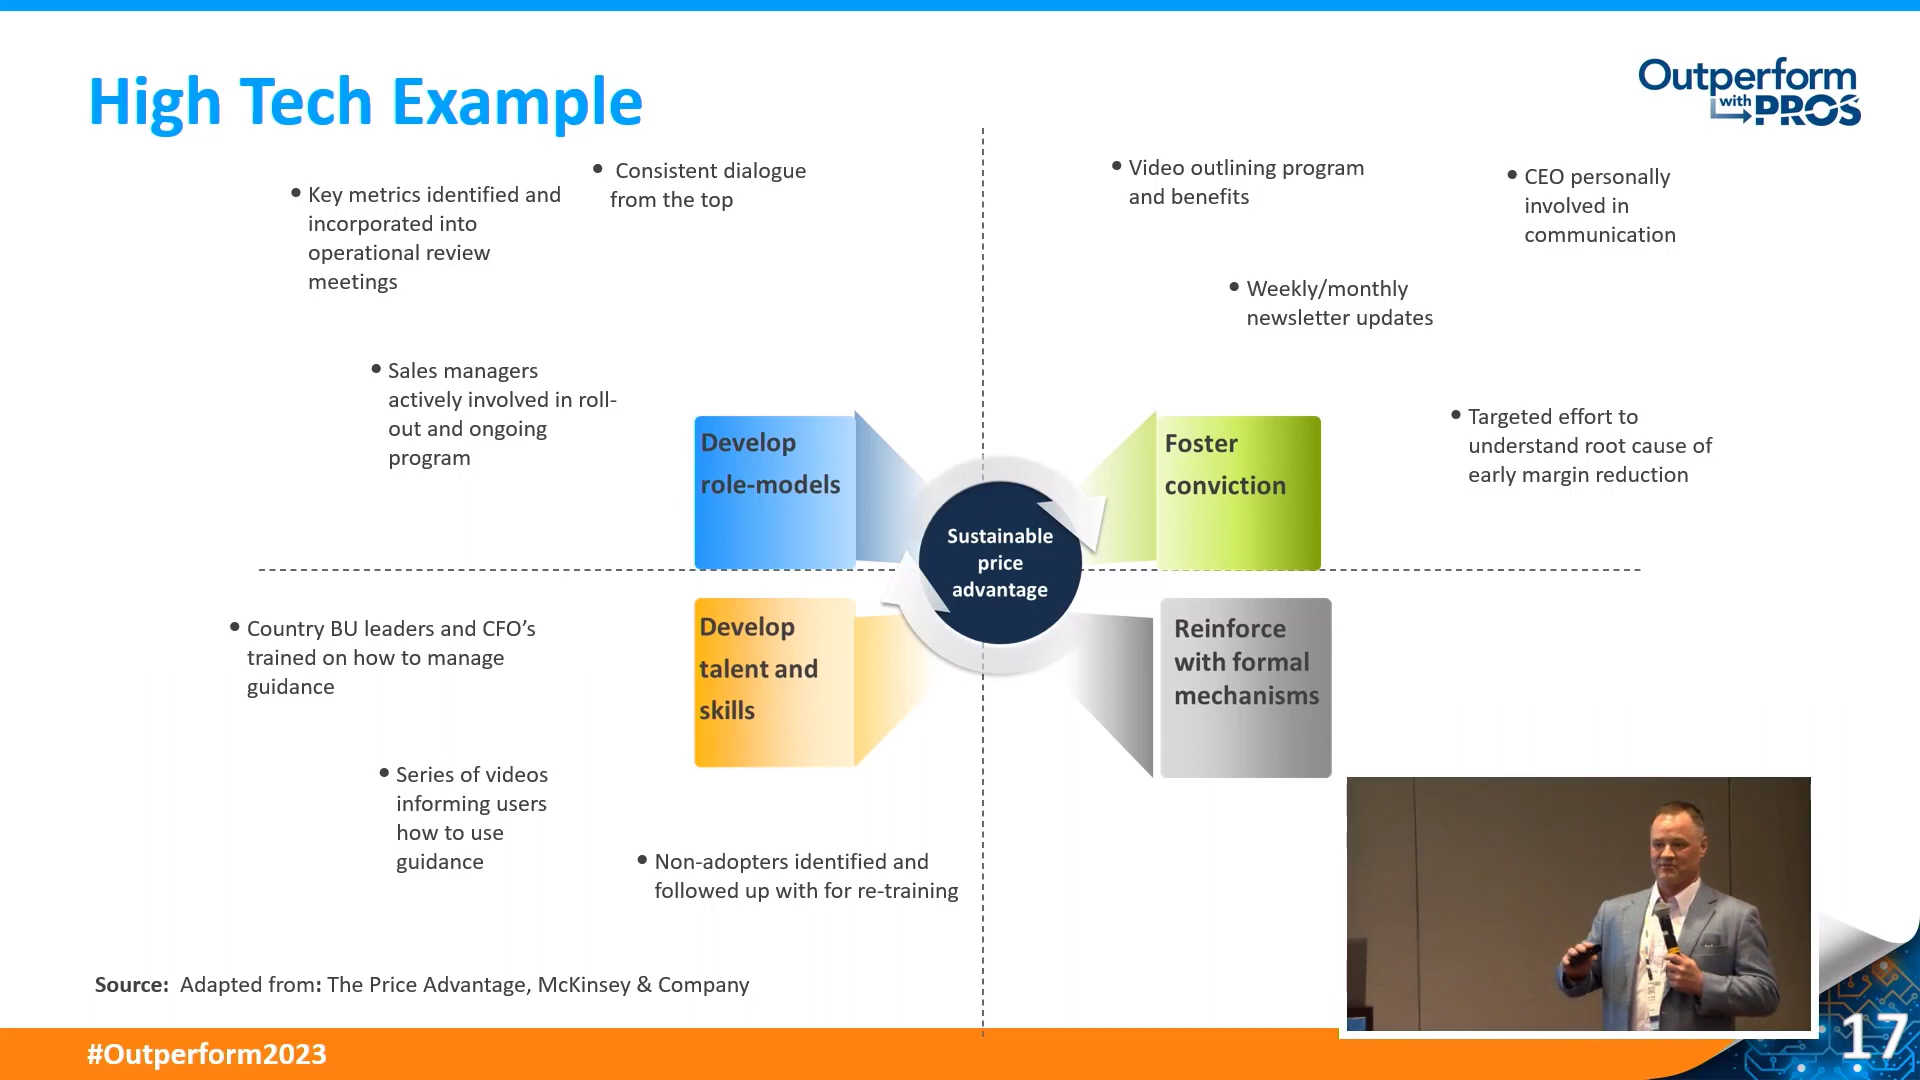 High Tech Example
Outperform
with PROS
• Key metrics identified and
incorporated into
operational review
meetings
• Consistent dialogue
from the top
• Sales managers
actively involved in roll-
out and ongoing
program
• Video outlining program
and benefits
• CEO personally
involved in
communication
• Weekly/monthly
newsletter updates
• Targeted effort to
understand root cause of
early margin reduction
Develop
role-models
Foster
conviction
Sustainable
price
advantage
Develop
talent and
skills
Reinforce
with formal
mechanisms
• Country BU leaders and CFO’s
trained on how to manage
guidance
• Series of videos
informing users
how to use
guidance
• Non-adopters identified and
followed up with for re-training
Source: Adapted from: The Price Advantage, McKinsey & Company
#Outperform2023
17